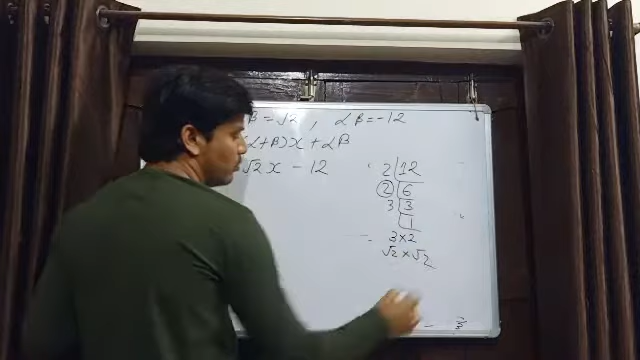 β = √2 , αβ = -12
α+β)x + αβ
√2x - 12
2 | 12
2 | 6
3 | 3
1
3 × 2
√2 × √2